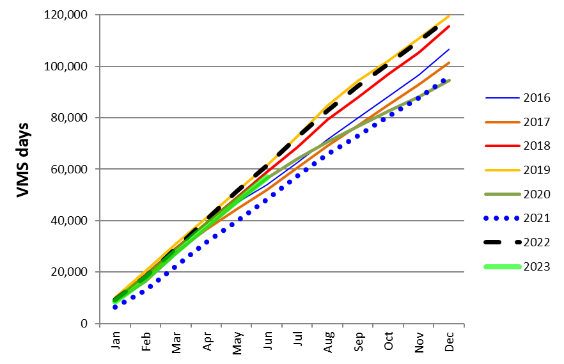 120,000
100,000
80,000
60,000
40,000
20,000
0
VMS days
Jan
Feb
Mar
Apr
May
Jun
Jul
Aug
Sep
Oct
Nov
Dec
2016
2017
2018
2019
2020
2021
2022
2023